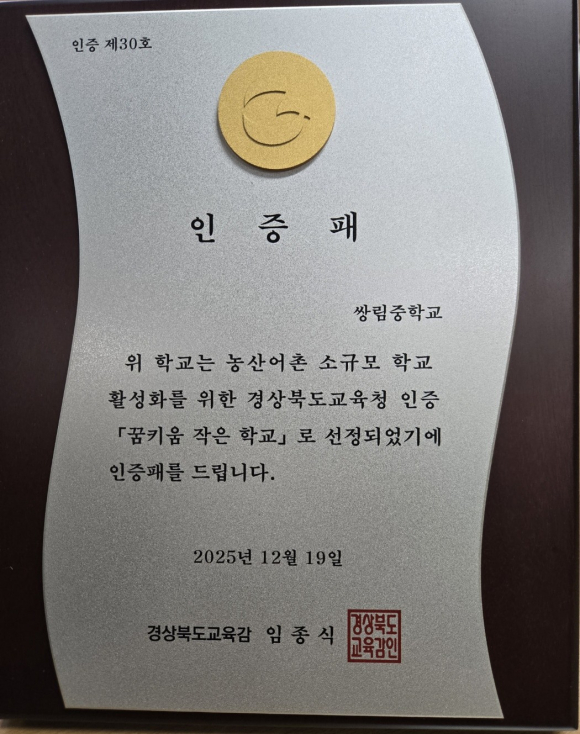 인증 제30호
인 증 패
쌍림중학교
위 학교는 농산어촌 소규모 학교
활성화를 위한 경상북도교육청 인증
「꿈키움 작은 학교」로 선정되었기에
인증패를 드립니다.
2025년 12월 19일
경상북도교육감 임종식
경상북도
교육감인